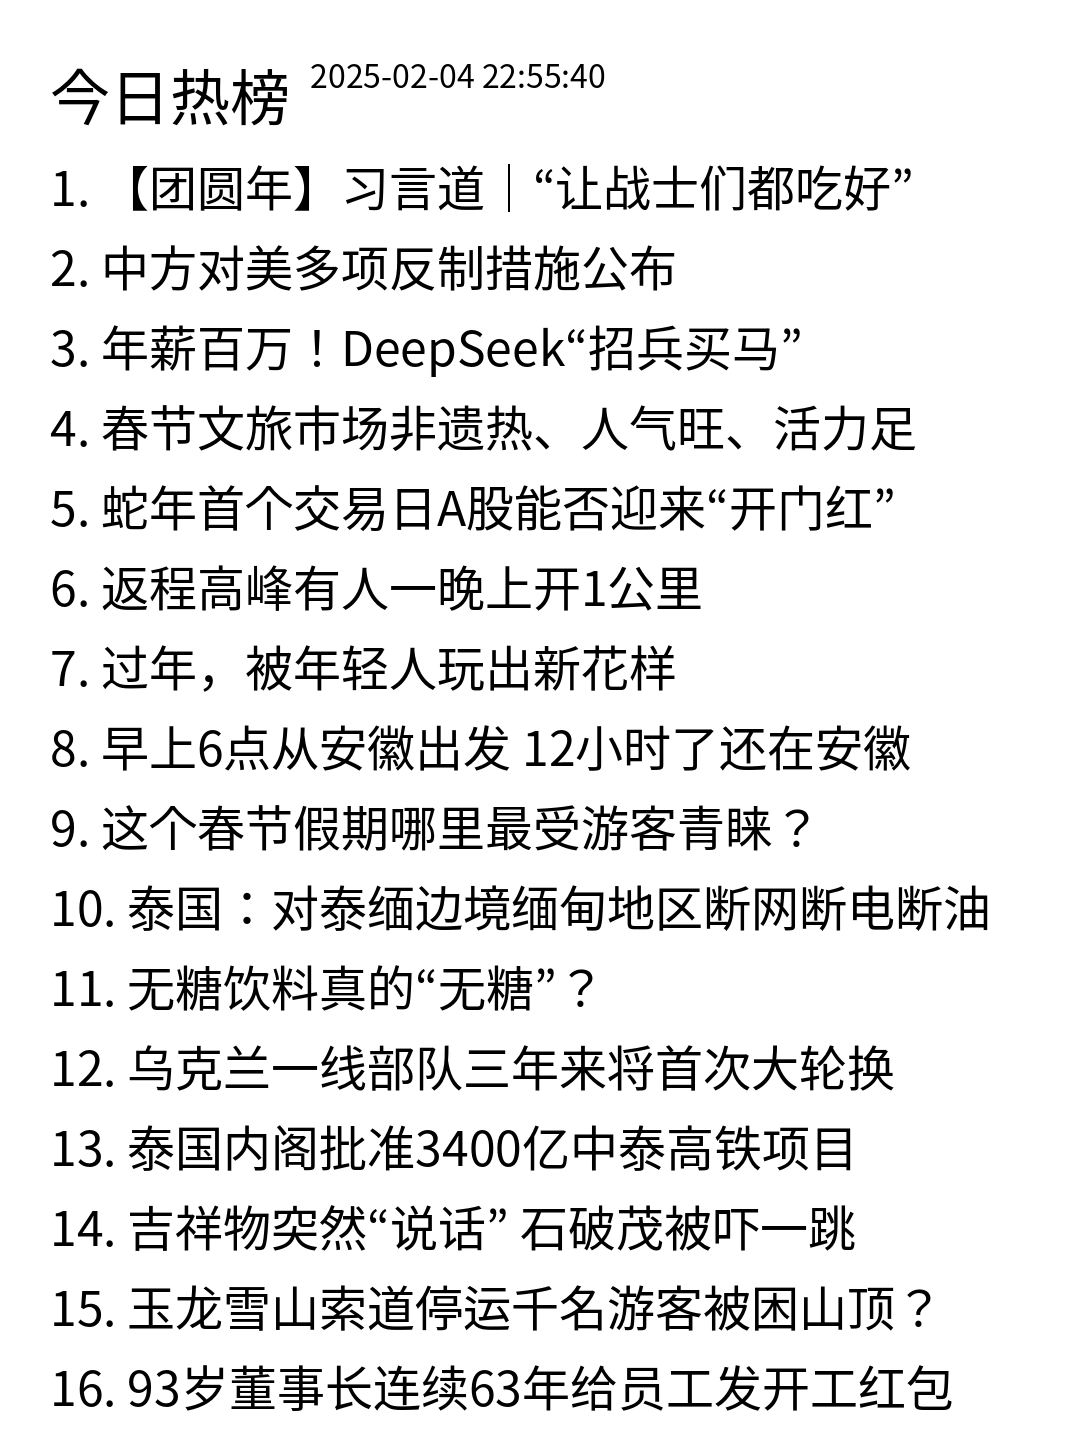 今日热榜 2025-02-04 22:55:40
1. 【团圆年】习言道｜“让战士们都吃好”
2. 中方对美多项反制措施公布
3. 年薪百万！DeepSeek“招兵买马”
4. 春节文旅市场非遗热、人气旺、活力足
5. 蛇年首个交易日A股能否迎来“开门红”
6. 返程高峰有人一晚上开1公里
7. 过年，被年轻人玩出新花样
8. 早上6点从安徽出发 12小时了还在安徽
9. 这个春节假期哪里最受游客青睐？
10. 泰国：对泰缅边境缅甸地区断网断电断油
11. 无糖饮料真的“无糖”？
12. 乌克兰一线部队三年来将首次大轮换
13. 泰国内阁批准3400亿中泰高铁项目
14. 吉祥物突然“说话” 石破茂被吓一跳
15. 玉龙雪山索道停运千名游客被困山顶？
16. 93岁董事长连续63年给员工发开工红包